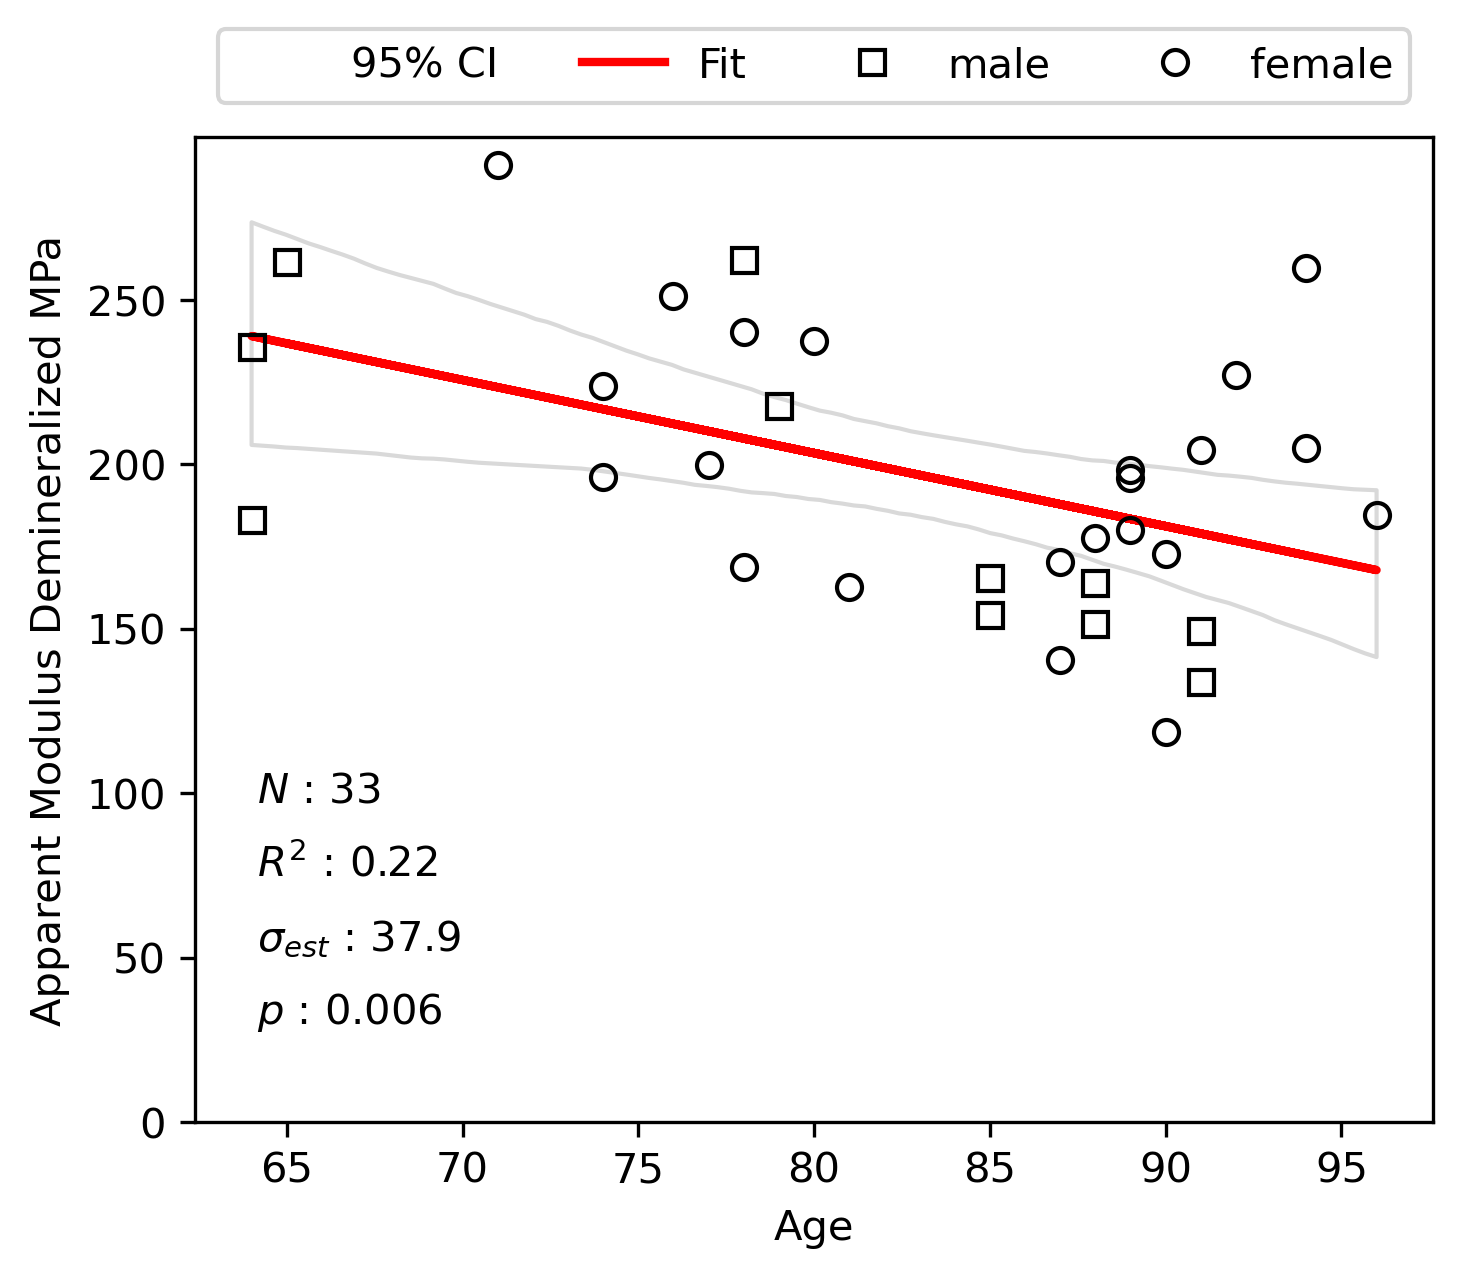 95% CI Fit male female
Apparent Modulus Demineralized MPa
250
200
150
100
50
0
N : 33
R² : 0.22
σ_est : 37.9
p : 0.006
65 70 75 80 85 90 95
Age